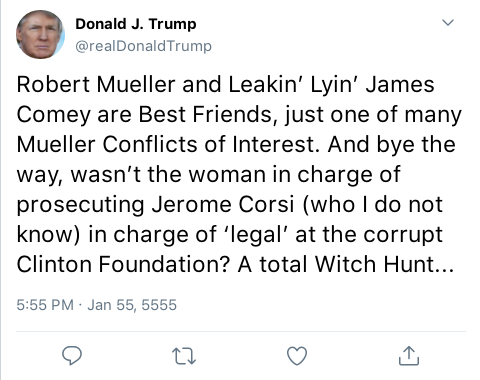 Donald J. Trump
@realDonaldTrump
Robert Mueller and Leakin’ Lyin’ James
Comey are Best Friends, just one of many
Mueller Conflicts of Interest. And bye the
way, wasn’t the woman in charge of
prosecuting Jerome Corsi (who I do not
know) in charge of ‘legal’ at the corrupt
Clinton Foundation? A total Witch Hunt...
5:55 PM · Jan 55, 5555